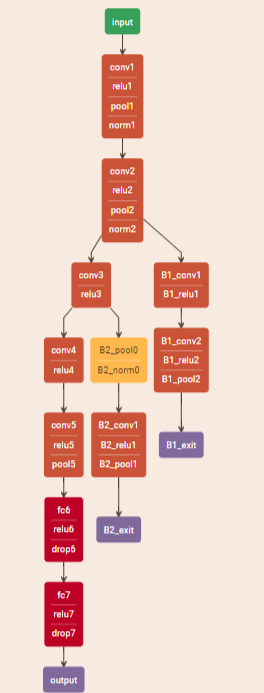 input
conv1
relu1
pool1
norm1
conv2
relu2
pool2
norm2
conv3
relu3
B1_conv1
B1_relu1
conv4
relu4
B2_pool0
B2_norm0
B1_conv2
B1_relu2
B1_pool2
conv5
relu5
pool5
B2_conv1
B2_relu1
B2_pool1
B1_exit
fc6
relu6
drop6
B2_exit
fc7
relu7
drop7
output